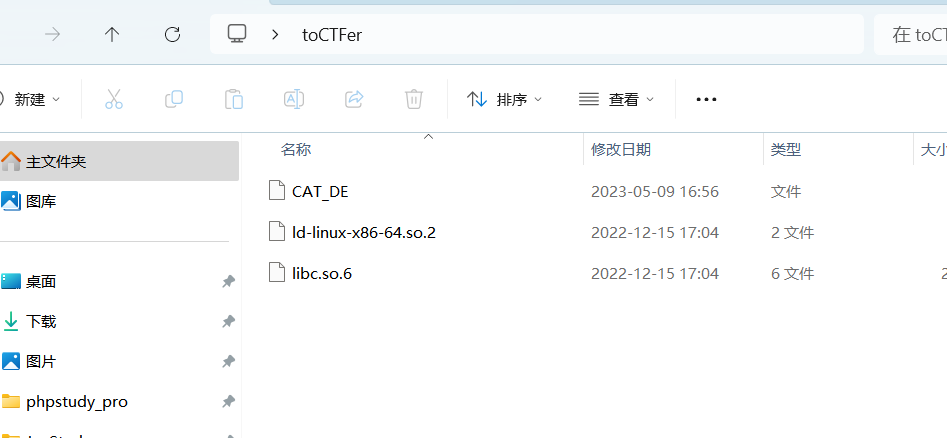 toCTFer
在 toCT
新建
排序
查看
名称
修改日期
类型
大小
主文件夹
CAT_DE
2023-05-09 16:56
文件
图库
ld-linux-x86-64.so.2
2022-12-15 17:04
2 文件
libc.so.6
2022-12-15 17:04
6 文件
2
桌面
下载
图片
phpstudy_pro